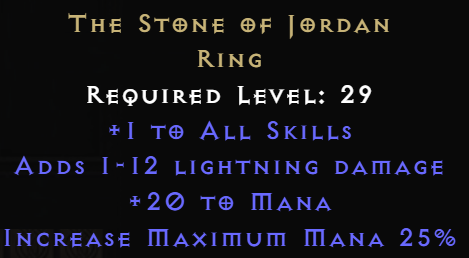 The Stone of Jordan
Ring
Required Level: 29
+1 to All Skills
Adds 1-12 lightning damage
+20 to Mana
Increase Maximum Mana 25%